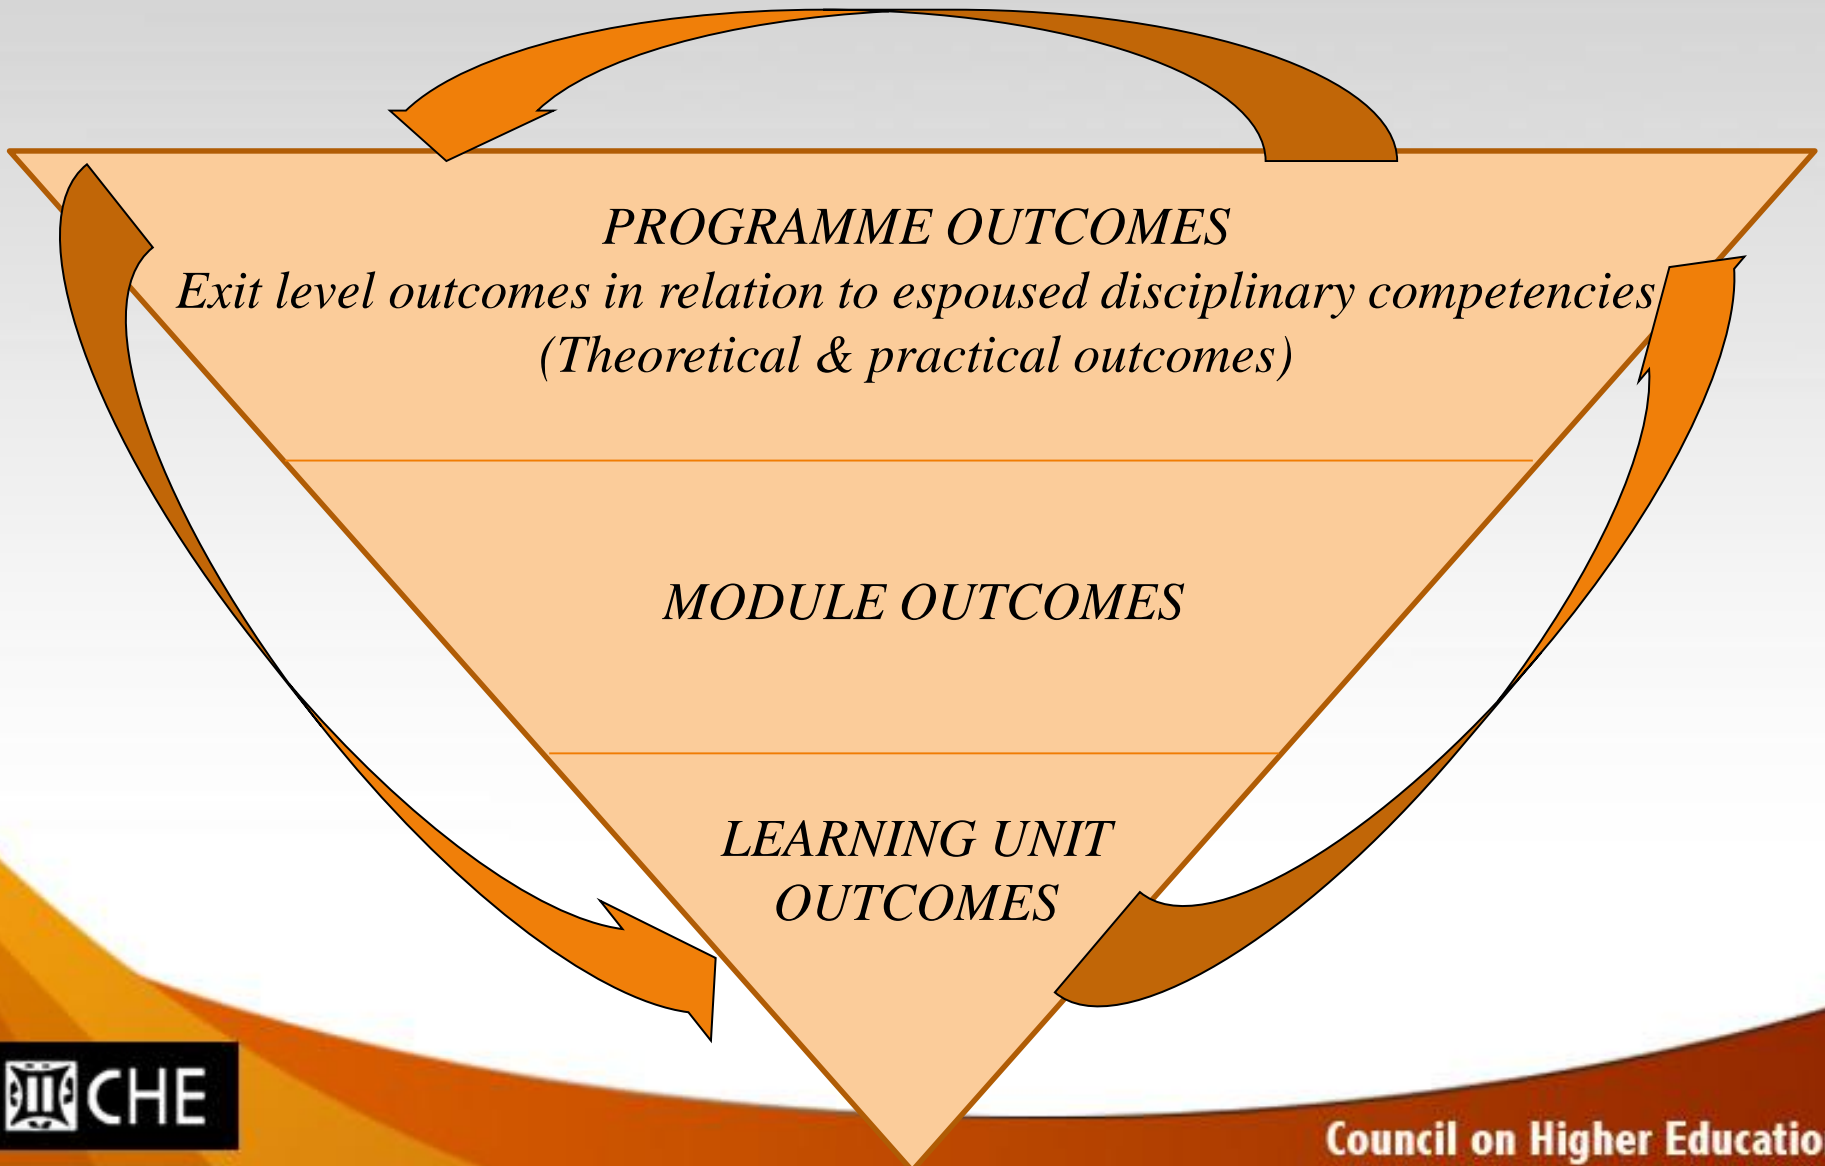 PROGRAMME OUTCOMES
Exit level outcomes in relation to espoused disciplinary competencies
(Theoretical & practical outcomes)
MODULE OUTCOMES
LEARNING UNIT
OUTCOMES
CHE
Council on Higher Educatio